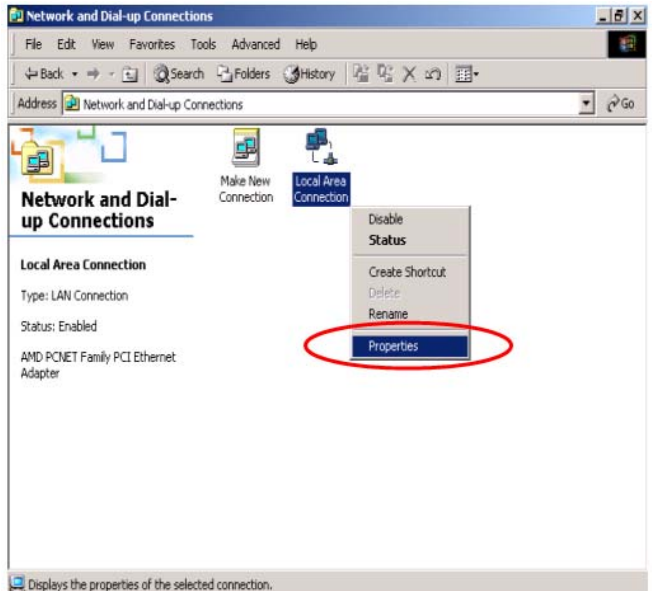 Network and Dial-up Connections
File Edit View Favorites Tools Advanced Help
Back Search Folders History
Address Network and Dial-up Connections Go
Make New
Connection
Local Area
Connection
Network and Dial-
up Connections
Local Area Connection
Type: LAN Connection
Status: Enabled
AMD PCNET Family PCI Ethernet
Adapter
Disable
Status
Create Shortcut
Delete
Rename
Properties
Displays the properties of the selected connection.